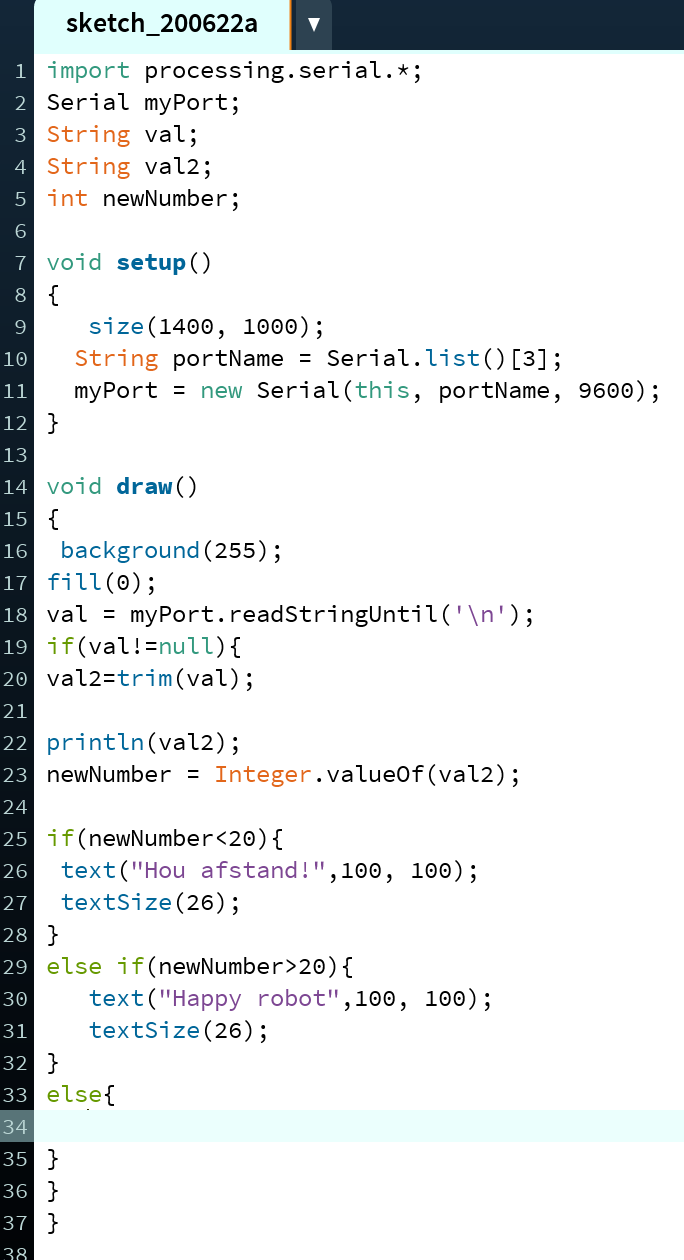 sketch_200622a ▼
1 import processing.serial.*;
2 Serial myPort;
3 String val;
4 String val2;
5 int newNumber;
6
7 void setup()
8 {
9    size(1400, 1000);
10   String portName = Serial.list()[3];
11   myPort = new Serial(this, portName, 9600);
12 }
13
14 void draw()
15 {
16  background(255);
17 fill(0);
18 val = myPort.readStringUntil('\n');
19 if(val!=null){
20 val2=trim(val);
21
22 println(val2);
23 newNumber = Integer.valueOf(val2);
24
25 if(newNumber<20){
26  text("Hou afstand!",100, 100);
27  textSize(26);
28 }
29 else if(newNumber>20){
30    text("Happy robot",100, 100);
31    textSize(26);
32 }
33 else{
34
35 }
36 }
37 }
38